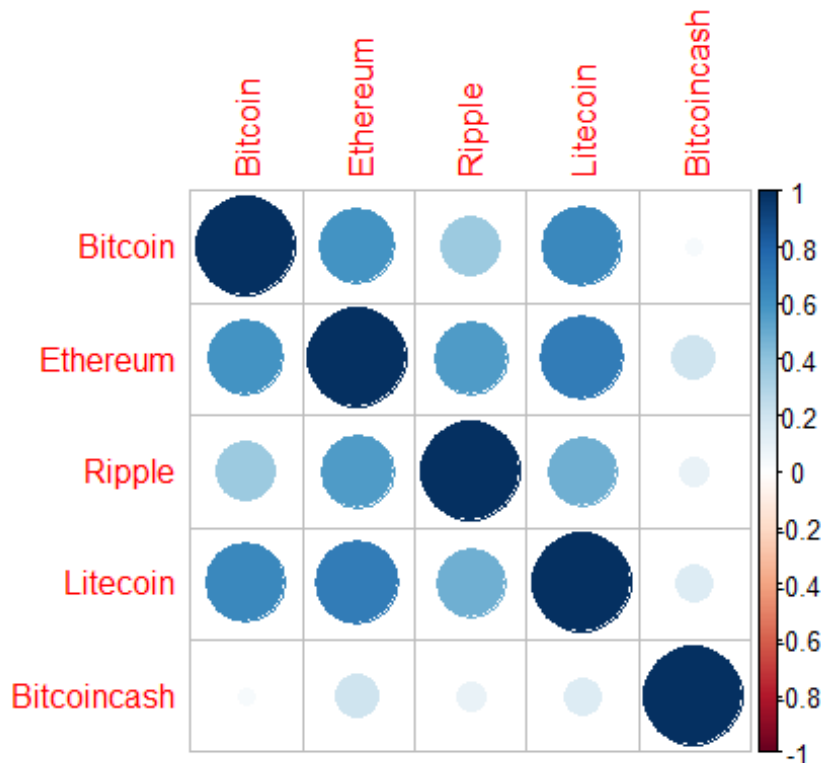 Bitcoin
Ethereum
Ripple
Litecoin
Bitcoincash
Bitcoin
Ethereum
Ripple
Litecoin
Bitcoincash
1
0.8
0.6
0.4
0.2
0
-0.2
-0.4
-0.6
-0.8
-1